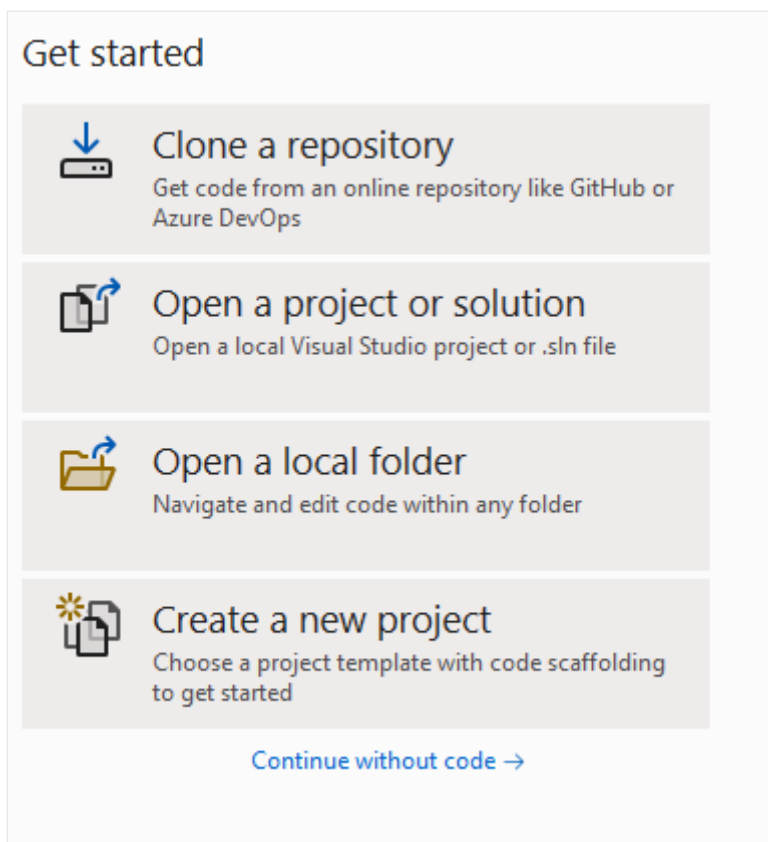 Get started
Clone a repository
Get code from an online repository like GitHub or
Azure DevOps
Open a project or solution
Open a local Visual Studio project or .sln file
Open a local folder
Navigate and edit code within any folder
Create a new project
Choose a project template with code scaffolding
to get started
Continue without code →